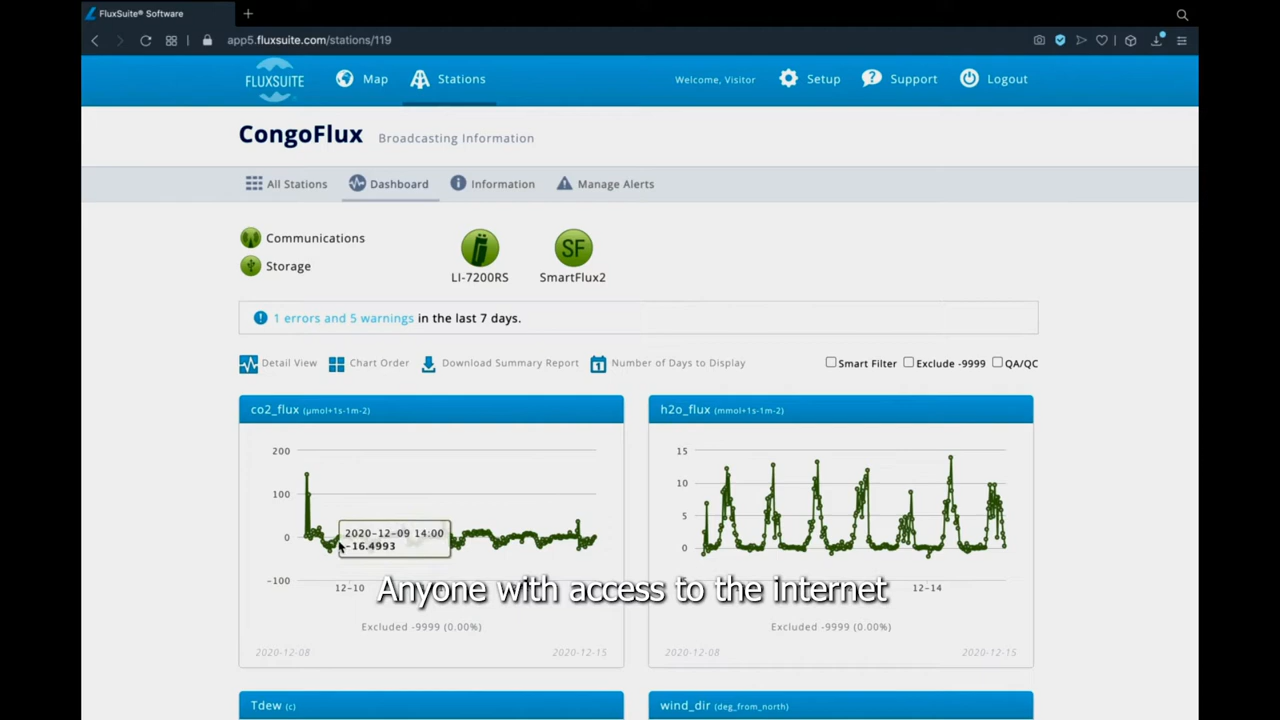 FluxSuite® Software
app5.fluxsuite.com/stations/119
FLUXSUITE
Map
Stations
Welcome, Visitor
Setup
Support
Logout
CongoFlux Broadcasting Information
All Stations
Dashboard
Information
Manage Alerts
Communications
Storage
LI-7200RS
SF
SmartFlux2
1 errors and 5 warnings in the last 7 days.
Detail View
Chart Order
Download Summary Report
1
Number of Days to Display
Smart Filter
Exclude -9999
QA/QC
co2_flux (µmol+1s-1m-2)
200
100
0
-100
2020-12-09 14:00
-16.4993
12-10
Excluded -9999 (0.00%)
2020-12-08
2020-12-15
h2o_flux (mmol+1s-1m-2)
15
10
5
0
12-14
Excluded -9999 (0.00%)
2020-12-08
2020-12-15
Anyone with access to the internet
Tdew (c)
wind_dir (deg_from_north)